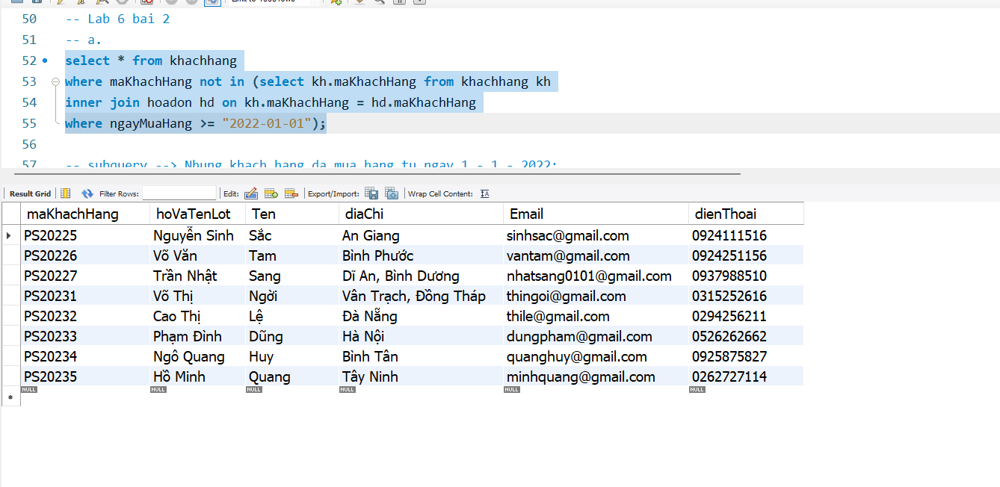 50 -- Lab 6 bai 2
51 -- a.
52 select * from khachhang
53 where maKhachHang not in (select kh.maKhachHang from khachhang kh
54 inner join hoadon hd on kh.maKhachHang = hd.maKhachHang
55 where ngayMuaHang >= "2022-01-01");
56
57 -- subquery --> Nhung khach hang da mua hang tu ngay 1 - 1 - 2022:
Result Grid Filter Rows: Edit: Export/Import: Wrap Cell Content: IA
maKhachHang hoVaTenLot Ten diaChi Email dienThoai
PS20225 Nguyễn Sinh Sắc An Giang sinhsac@gmail.com 0924111516
PS20226 Võ Văn Tam Bình Phước vantam@gmail.com 0924251156
PS20227 Trần Nhật Sang Dĩ An, Bình Dương nhatsang0101@gmail.com 0937988510
PS20231 Võ Thị Ngời Vân Trạch, Đồng Tháp thingoi@gmail.com 0315252616
PS20232 Cao Thị Lệ Đà Nẵng thile@gmail.com 0294256211
PS20233 Phạm Đình Dũng Hà Nội dungpham@gmail.com 0526262662
PS20234 Ngô Quang Huy Bình Tân quanghuy@gmail.com 0925875827
PS20235 Hồ Minh Quang Tây Ninh minhquang@gmail.com 0262727114
NULL NULL NULL NULL NULL NULL